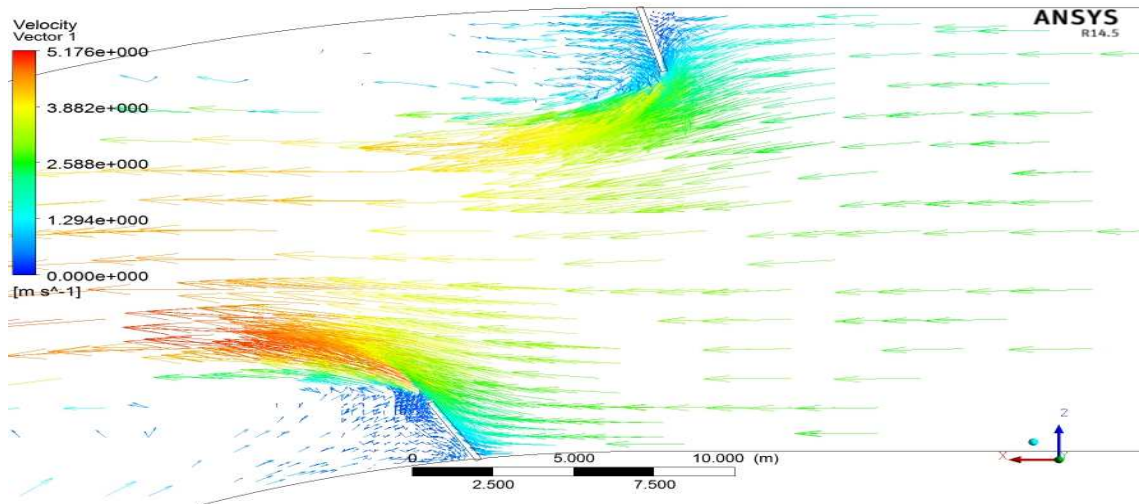 Velocity
Vector 1
5.176e+000
3.882e+000
2.588e+000
1.294e+000
0.000e+000
[m s^-1]
ANSYS
R14.5
0 5.000 10.000 (m)
2.500 7.500
Z
X
Y